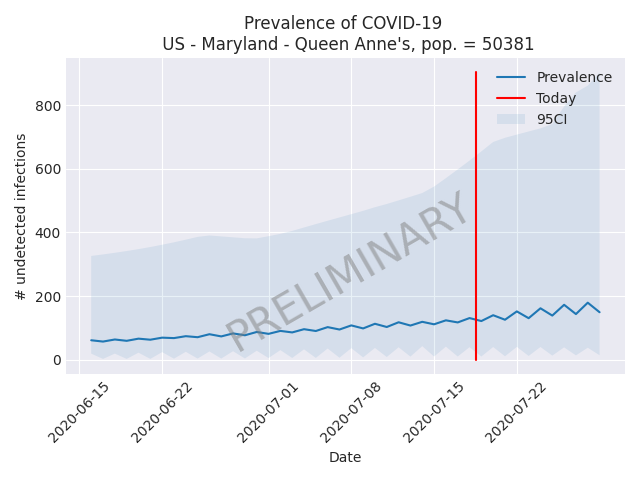 Prevalence of COVID-19
US - Maryland - Queen Anne's, pop. = 50381
Prevalence
Today
95CI
800
600
400
200
0
# undetected infections
PRELIMINARY
2020-06-15
2020-06-22
2020-07-01
2020-07-08
2020-07-15
2020-07-22
Date